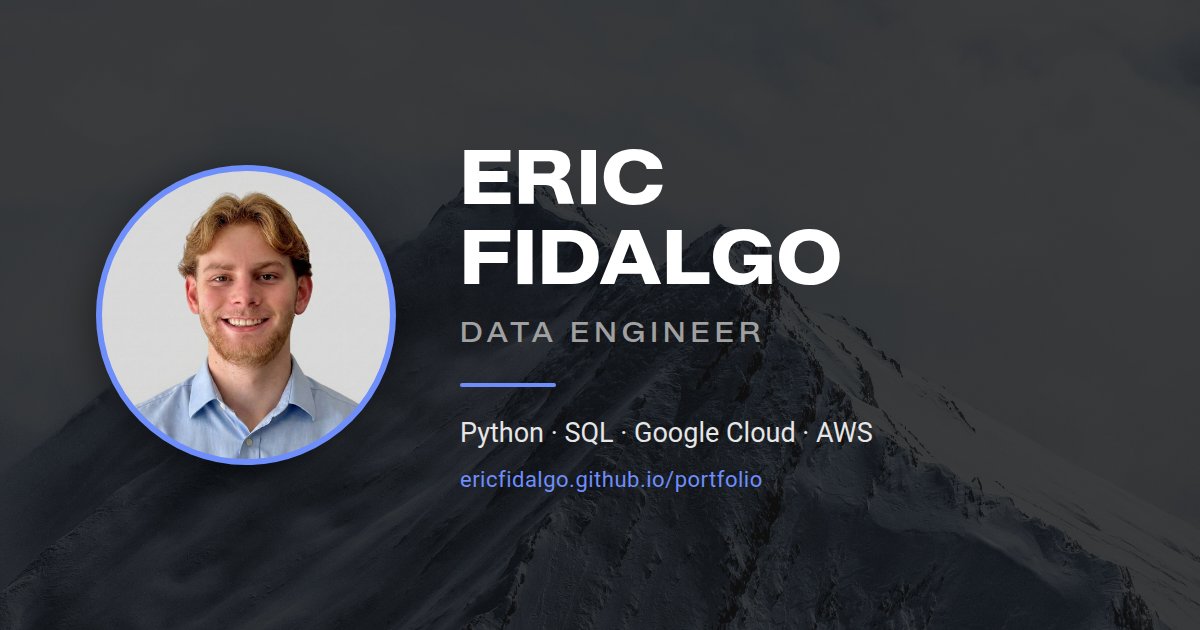 ERIC
FIDALGO
DATA ENGINEER
Python · SQL · Google Cloud · AWS
ericfidalgo.github.io/portfolio